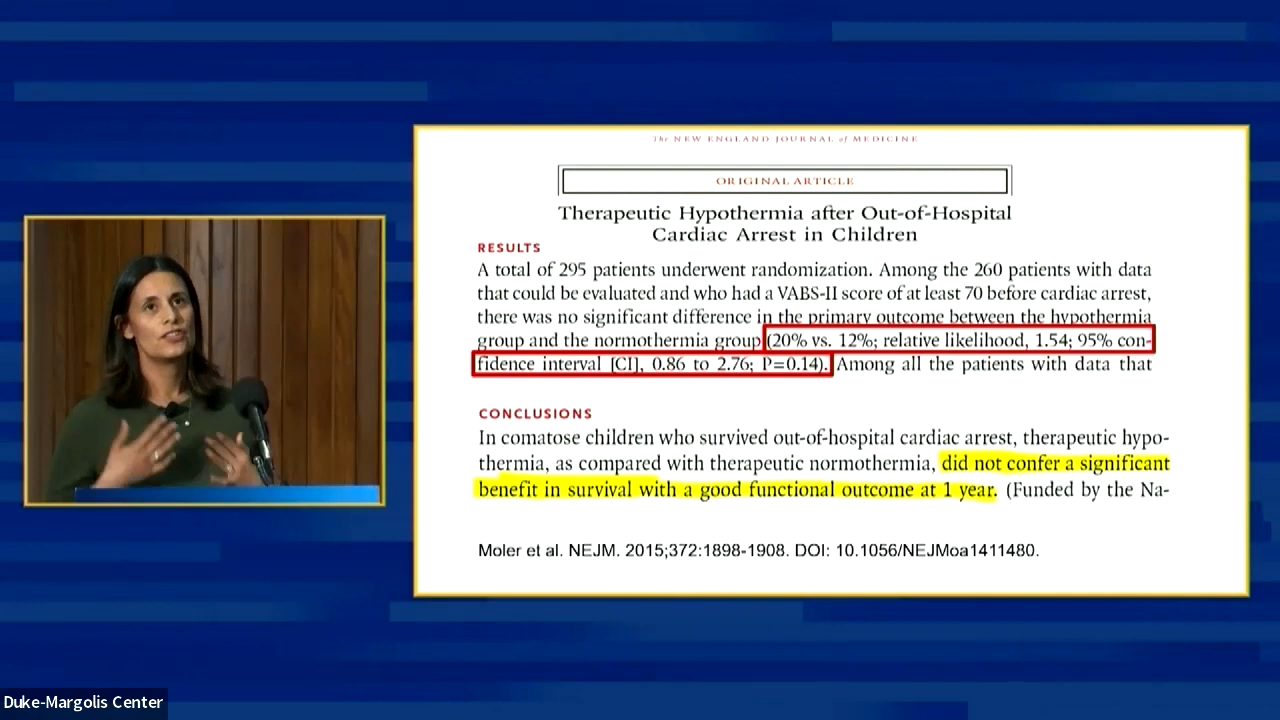 The NEW ENGLAND JOURNAL of MEDICINE
ORIGINAL ARTICLE
Therapeutic Hypothermia after Out-of-Hospital
Cardiac Arrest in Children
RESULTS
A total of 295 patients underwent randomization. Among the 260 patients with data
that could be evaluated and who had a VABS-II score of at least 70 before cardiac arrest,
there was no significant difference in the primary outcome between the hypothermia
group and the normothermia group (20% vs. 12%; relative likelihood, 1.54; 95% con-
fidence interval [CI], 0.86 to 2.76; P=0.14). Among all the patients with data that
CONCLUSIONS
In comatose children who survived out-of-hospital cardiac arrest, therapeutic hypo-
thermia, as compared with therapeutic normothermia, did not confer a significant
benefit in survival with a good functional outcome at 1 year. (Funded by the Na-
Moler et al. NEJM. 2015;372:1898-1908. DOI: 10.1056/NEJMoa1411480.
Duke-Margolis Center